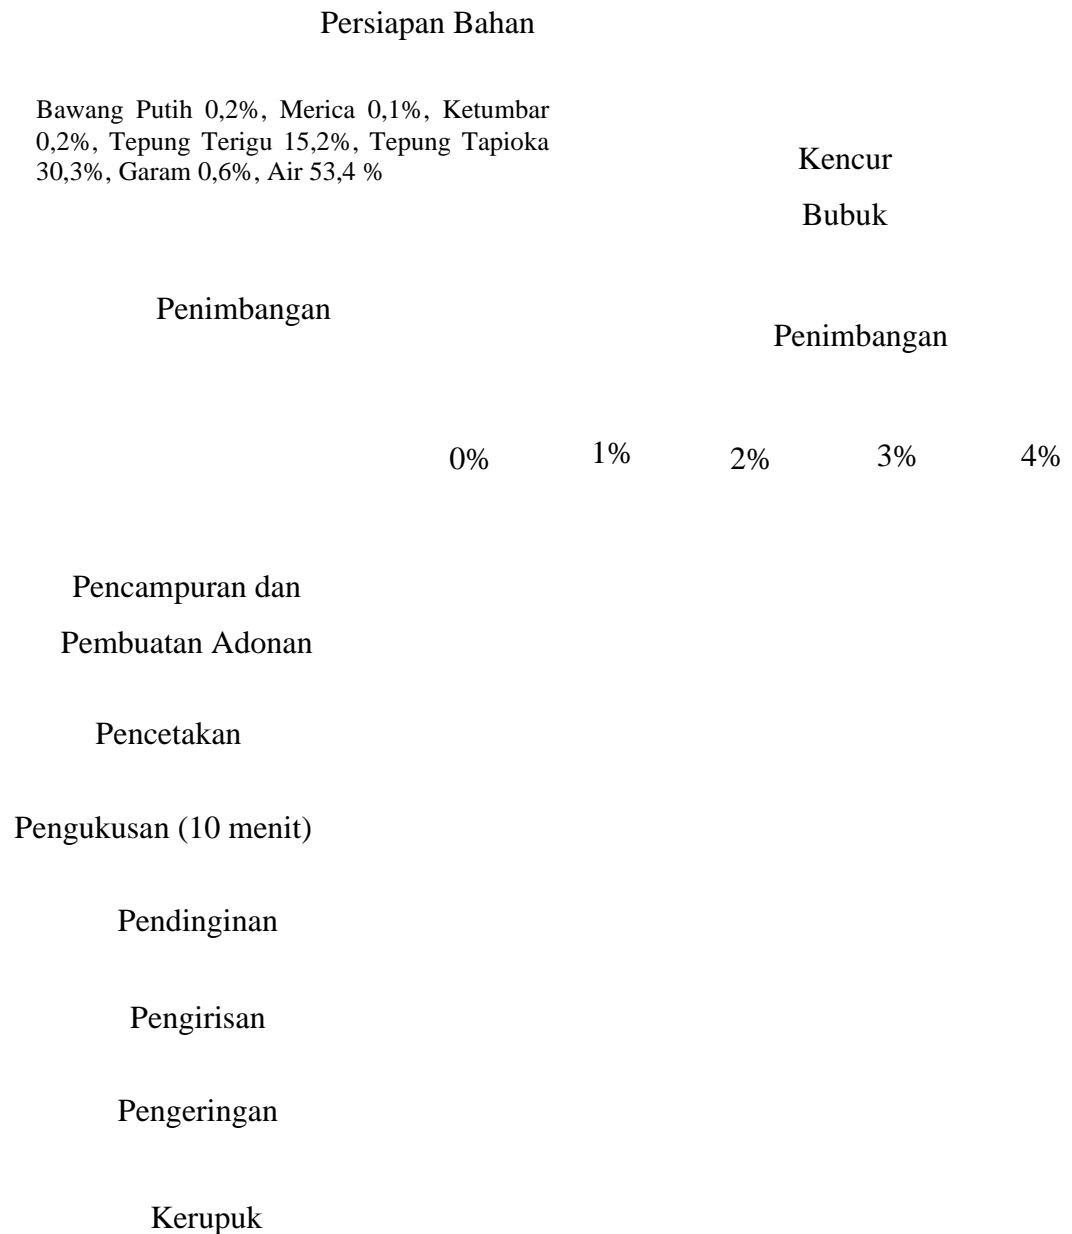 Persiapan Bahan
Bawang Putih 0,2%, Merica 0,1%, Ketumbar
0,2%, Tepung Terigu 15,2%, Tepung Tapioka
30,3%, Garam 0,6%, Air 53,4 %
Kencur
Bubuk
Penimbangan
Penimbangan
0%
1%
2%
3%
4%
Pencampuran dan
Pembuatan Adonan
Pencetakan
Pengukusan (10 menit)
Pendinginan
Pengirisan
Pengeringan
Kerupuk